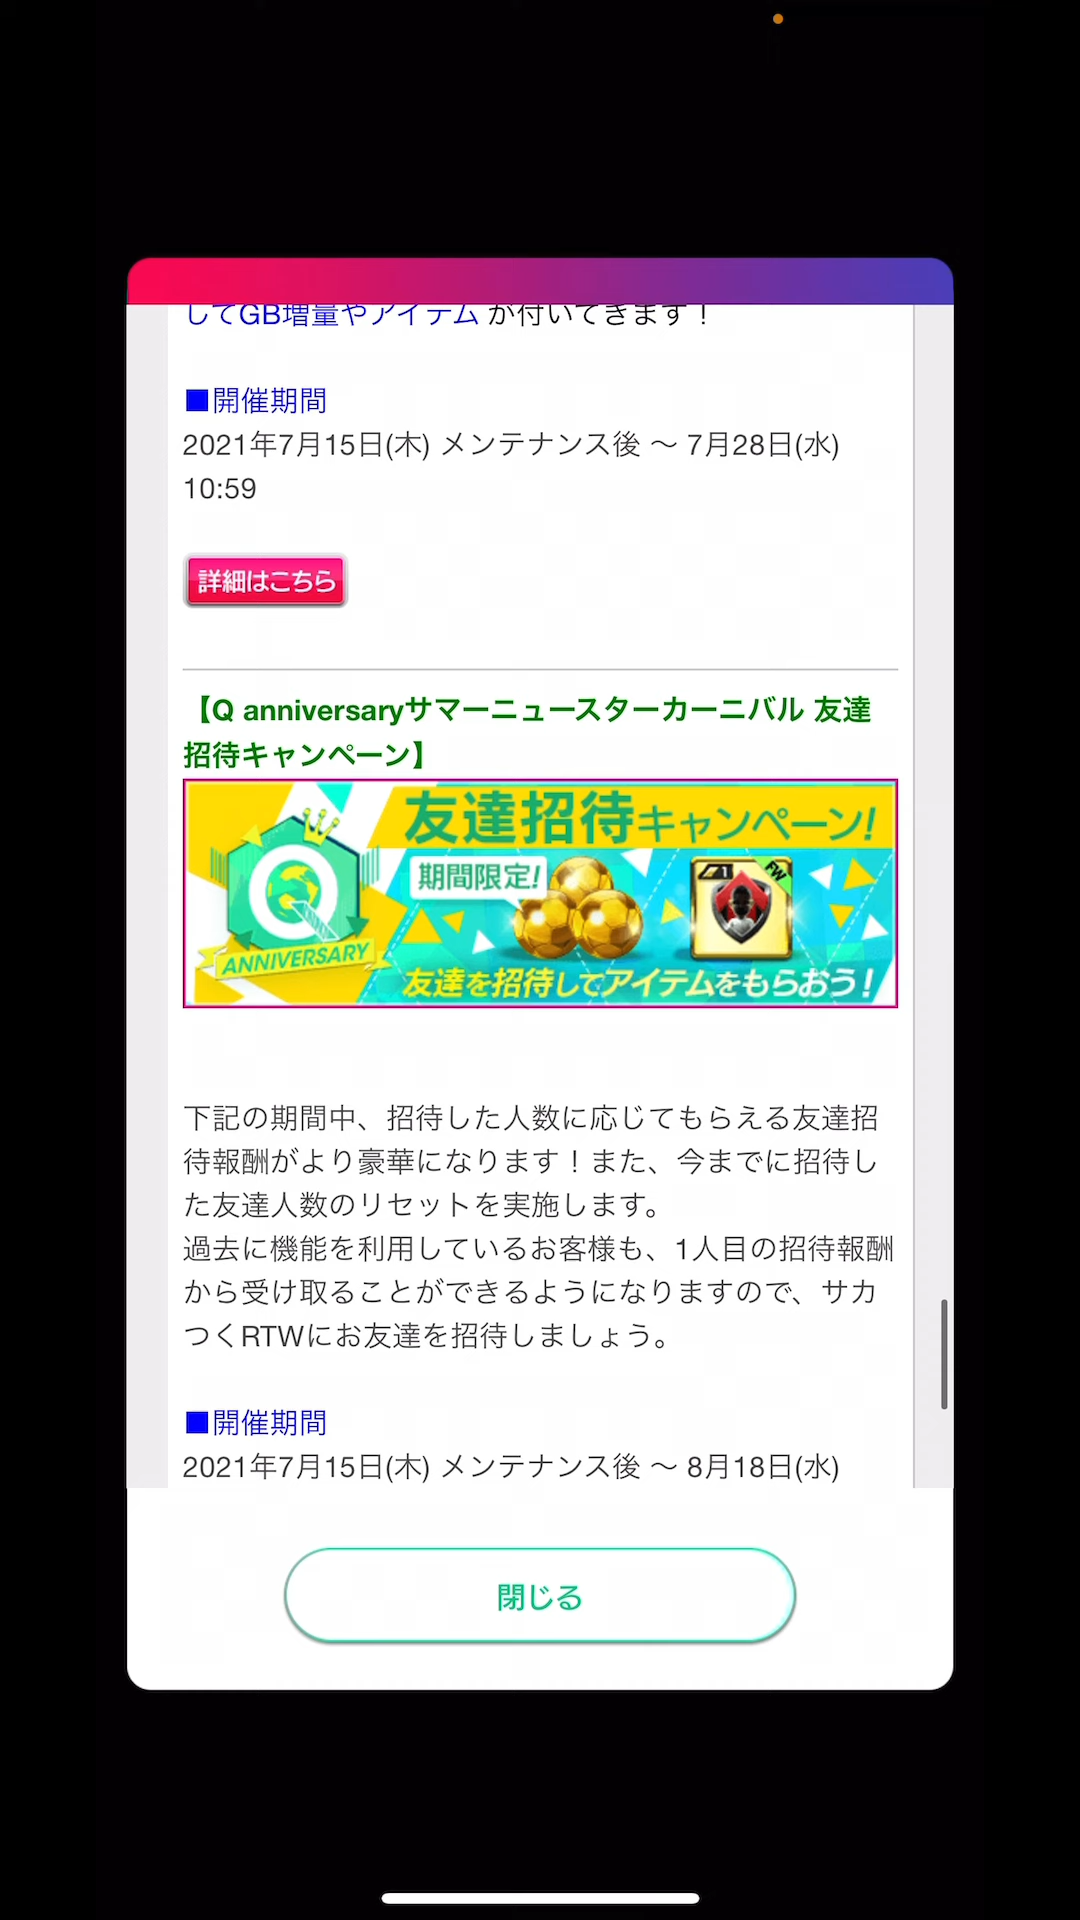 してGB増量やアイテム が付いてきます！
■開催期間
2021年7月15日(木) メンテナンス後 ～ 7月28日(水)
10:59
詳細はこちら
【Q anniversaryサマーニュースターカーニバル 友達
招待キャンペーン】
友達招待キャンペーン!
期間限定!
1
FW
Q
ANNIVERSARY
友達を招待してアイテムをもらおう！
下記の期間中、招待した人数に応じてもらえる友達招
待報酬がより豪華になります！また、今までに招待し
た友達人数のリセットを実施します。
過去に機能を利用しているお客様も、1人目の招待報酬
から受け取ることができるようになりますので、サカ
つくRTWにお友達を招待しましょう。
■開催期間
2021年7月15日(木) メンテナンス後 ～ 8月18日(水)
閉じる